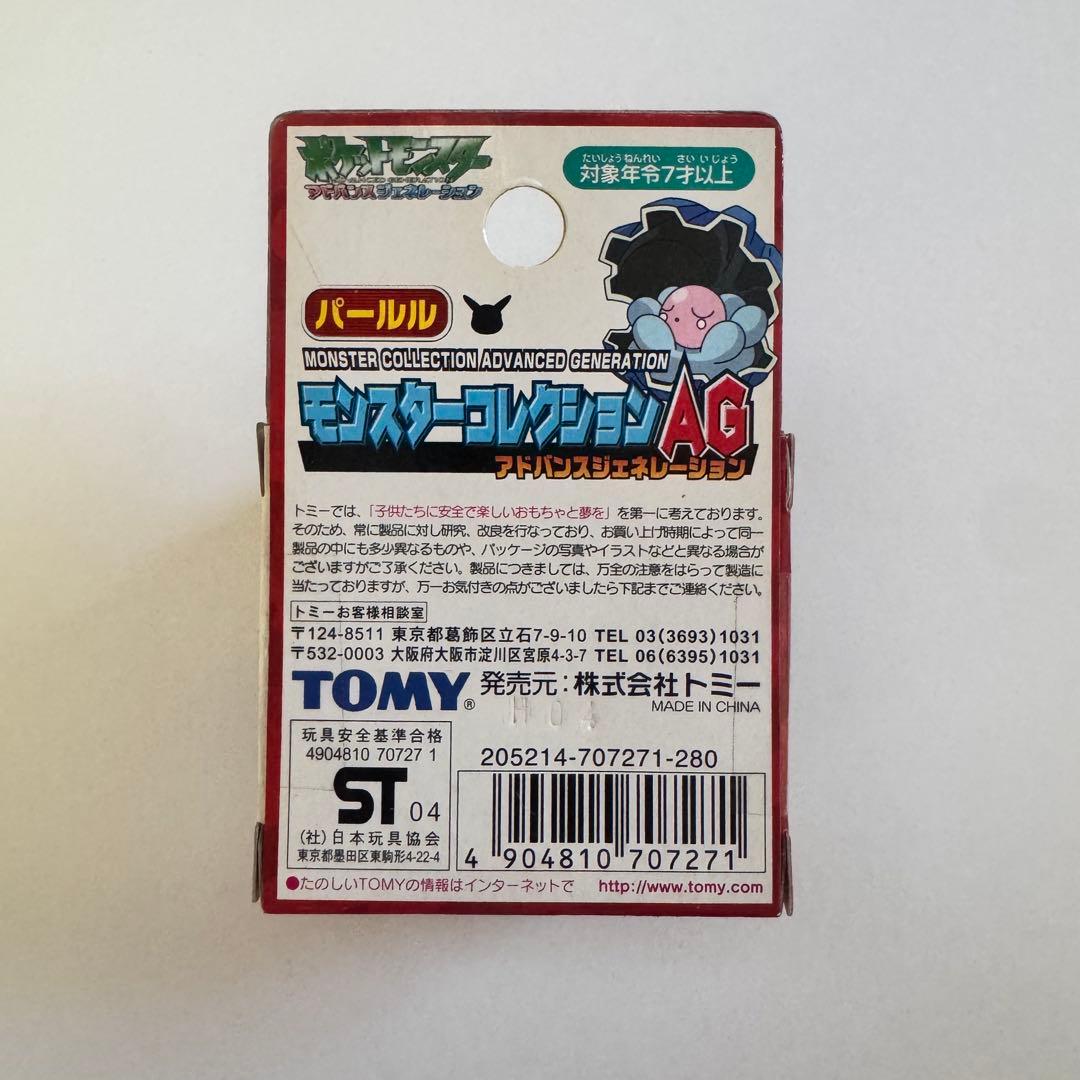 ポケットモンスター
ADVANCED GENERATION
アドバンスジェネレーション
たいしょうねんれい さい いじょう
対象年令7才以上
パールル
MONSTER COLLECTION ADVANCED GENERATION
モンスターコレクションAG
アドバンスジェネレーション
トミーでは、「子供たちに安全で楽しいおもちゃと夢を」を第一に考えております。
そのため、常に製品に対し研究、改良を行なっており、お買い上げ時期によって同一
製品の中にも多少異なるものや、パッケージの写真やイラストなどと異なる場合が
ございますがご了承ください。製品につきましては、万全の注意をはらって製造に
当たっておりますが、万一お気付きの点がございましたら下記までご連絡ください。
トミーお客様相談室
〒124-8511 東京都葛飾区立石7-9-10 TEL 03(3693)1031
〒532-0003 大阪府大阪市淀川区宮原4-3-7 TEL 06(6395)1031
TOMY® 発売元:株式会社トミー
MADE IN CHINA
H04
玩具安全基準合格
4904810 70727 1
ST 04
(社)日本玩具協会
東京都墨田区東駒形4-22-4
205214-707271-280
4 904810 707271
●たのしいTOMYの情報はインターネットで http://www.tomy.com